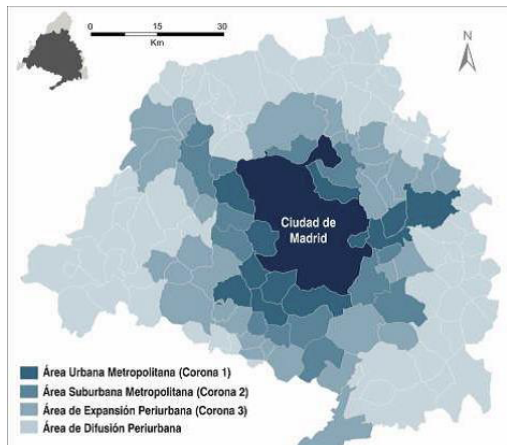 0 15 30
Km
N
Ciudad de
Madrid
Área Urbana Metropolitana (Corona 1)
Área Suburbana Metropolitana (Corona 2)
Área de Expansión Periurbana (Corona 3)
Área de Difusión Periurbana